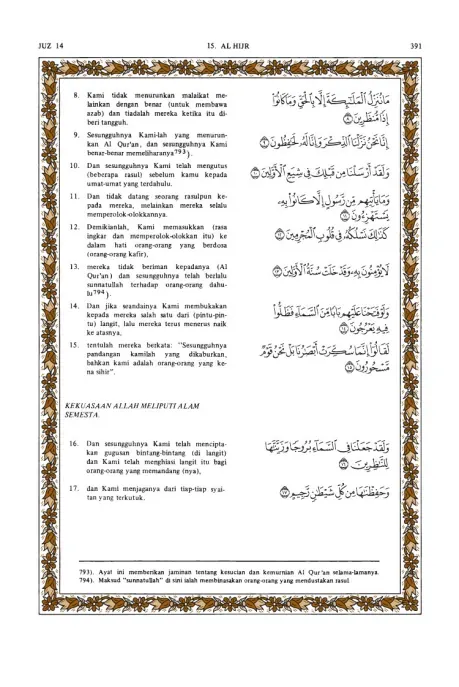 JUZ 14
15. AL HIJR
391
8. Kami tidak menurunkan malaikat me-
lainkan dengan benar (untuk membawa
azab) dan tiadalah mereka ketika itu di-
beri tangguh.
مَا نُنَزِّلُ الْمَلَٰٓئِكَةَ إِلَّا بِالْحَقِّ وَمَا كَانُوٓا۟
إِذًا مُّنظَرِينَ ⑧
9. Sesungguhnya Kami-lah yang menurun-
kan Al Qur'an, dan sesungguhnya Kami
benar-benar memeliharanya793).
إِنَّا نَحْنُ نَزَّلْنَا الذِّكْرَ وَإِنَّا لَهُۥ لَحَٰفِظُونَ ⑨
10. Dan sesungguhnya Kami telah mengutus
(beberapa rasul) sebelum kamu kepada
umat-umat yang terdahulu.
وَلَقَدْ أَرْسَلْنَا مِن قَبْلِكَ فِى شِيَعِ الْأَوَّلِينَ ⑩
11. Dan tidak datang seorang rasulpun ke-
pada mereka, melainkan mereka selalu
memperolok-olokkannya.
وَمَا يَأْتِيهِم مِّن رَّسُولٍ إِلَّا كَانُوا۟ بِهِۦ
يَسْتَهْزِءُونَ ⑪
12. Demikianlah, Kami memasukkan (rasa
ingkar dan memperolok-olokkan itu) ke
dalam hati orang-orang yang berdosa
(orang-orang kafir),
كَذَٰلِكَ نَسْلُكُهُۥ فِى قُلُوبِ الْمُجْرِمِينَ ⑫
13. mereka tidak beriman kepadanya (Al
Qur'an) dan sesungguhnya telah berlalu
sunnatullah terhadap orang-orang dahu-
lu794).
لَا يُؤْمِنُونَ بِهِۦ وَقَدْ خَلَتْ سُنَّةُ الْأَوَّلِينَ ⑬
14. Dan jika seandainya Kami membukakan
kepada mereka salah satu dari (pintu-pin-
tu) langit, lalu mereka terus menerus naik
ke atasnya,
وَلَوْ فَتَحْنَا عَلَيْهِم بَابًا مِّنَ السَّمَآءِ فَظَلُّوا۟
فِيهِ يَعْرُجُونَ ⑭
15. tentulah mereka berkata: "Sesungguhnya
pandangan kamilah yang dikaburkan,
bahkan kami adalah orang-orang yang ke-
na sihir".
لَقَالُوٓا۟ إِنَّمَا سُكِّرَتْ أَبْصَٰرُنَا بَلْ نَحْنُ قَوْمٌ
مَّسْحُورُونَ ⑮
KEKUASAAN ALLAH MELIPUTI ALAM
SEMESTA.
16. Dan sesungguhnya Kami telah mencipta-
kan gugusan bintang-bintang (di langit)
dan Kami telah menghiasi langit itu bagi
orang-orang yang memandang (nya),
وَلَقَدْ جَعَلْنَا فِى السَّمَآءِ بُرُوجًا وَزَيَّنَّٰهَا
لِلنَّٰظِرِينَ ⑯
17. dan Kami menjaganya dari tiap-tiap syai-
tan yang terkutuk.
وَحَفِظْنَٰهَا مِن كُلِّ شَيْطَٰنٍ رَّجِيمٍ ⑰
793). Ayat ini memberikan jaminan tentang kesucian dan kemurnian Al Qur'an selama-lamanya.
794). Maksud "sunnatullah" di sini ialah membinasakan orang-orang yang mendustakan rasul